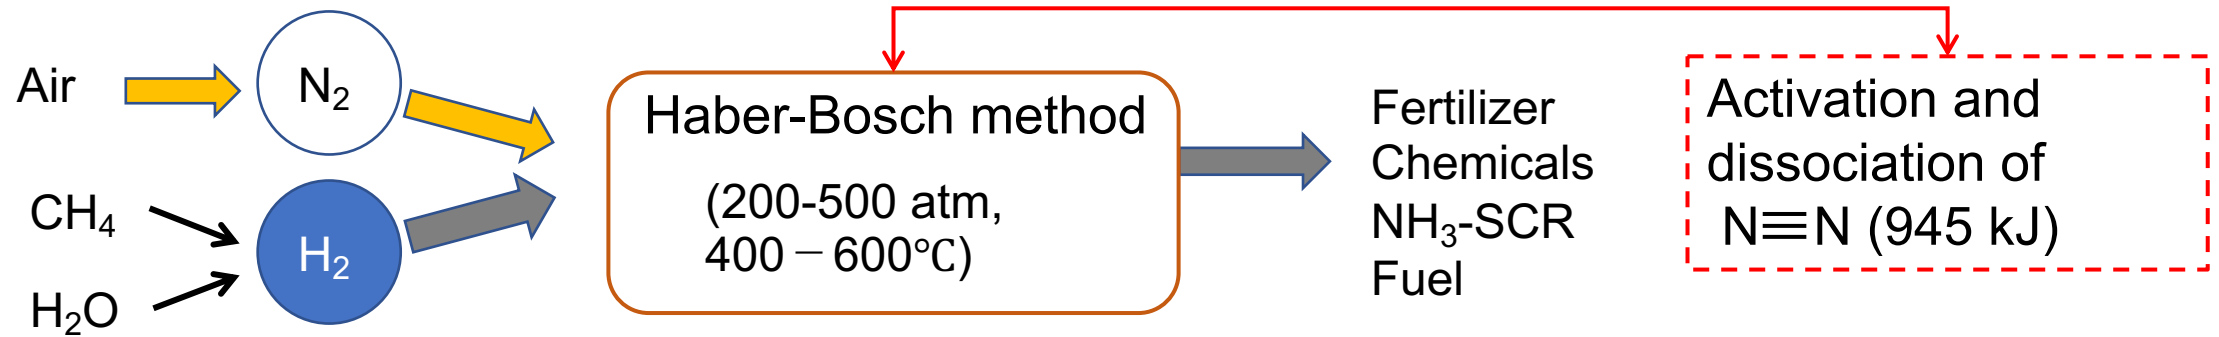 Air
N₂
CH₄
H₂
H₂O
Haber-Bosch method
(200-500 atm,
400－600℃)
Fertilizer
Chemicals
NH₃-SCR
Fuel
Activation and
dissociation of
N≡N (945 kJ)